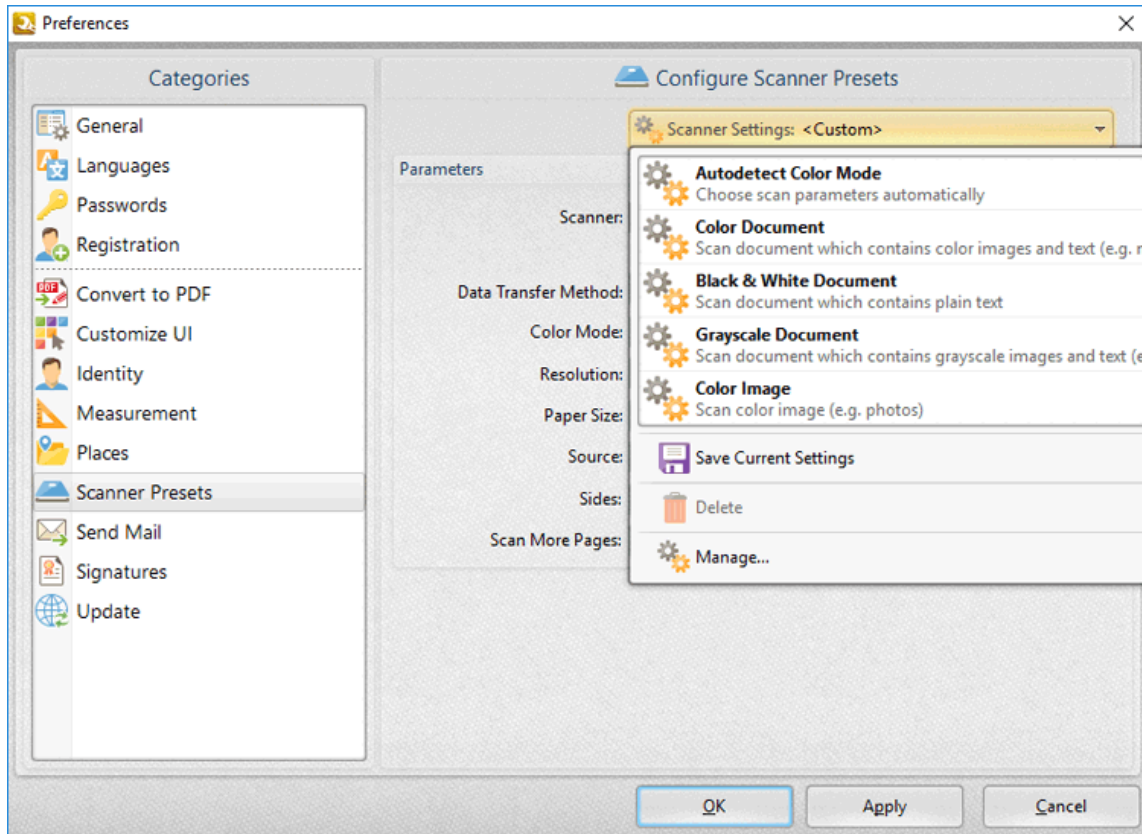 Preferences
Categories
General
Languages
Passwords
Registration
Convert to PDF
Customize UI
Identity
Measurement
Places
Scanner Presets
Send Mail
Signatures
Update
Configure Scanner Presets
Scanner Settings: <Custom>
Parameters
Scanner:
Data Transfer Method:
Color Mode:
Resolution:
Paper Size:
Source:
Sides:
Scan More Pages:
Autodetect Color Mode
Choose scan parameters automatically
Color Document
Scan document which contains color images and text (e.g.
Black & White Document
Scan document which contains plain text
Grayscale Document
Scan document which contains grayscale images and text
Color Image
Scan color image (e.g. photos)
Save Current Settings
Delete
Manage...
OK
Apply
Cancel
PDF